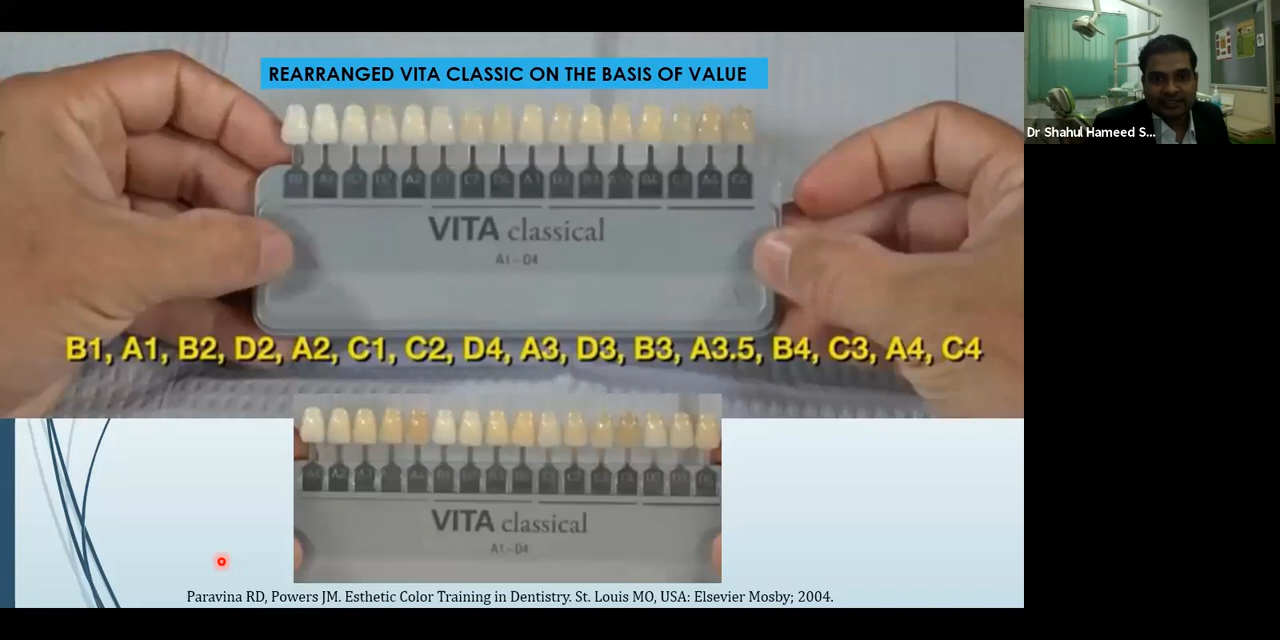 REARRANGED VITA CLASSIC ON THE BASIS OF VALUE
Dr Shahul Hameed S...
VITA classical
A1-D4
B1, A1, B2, D2, A2, C1, C2, D4, A3, D3, B3, A3.5, B4, C3, A4, C4
VITA classical
A1-D4
Paravina RD, Powers JM. Esthetic Color Training in Dentistry. St. Louis MO, USA: Elsevier Mosby; 2004.